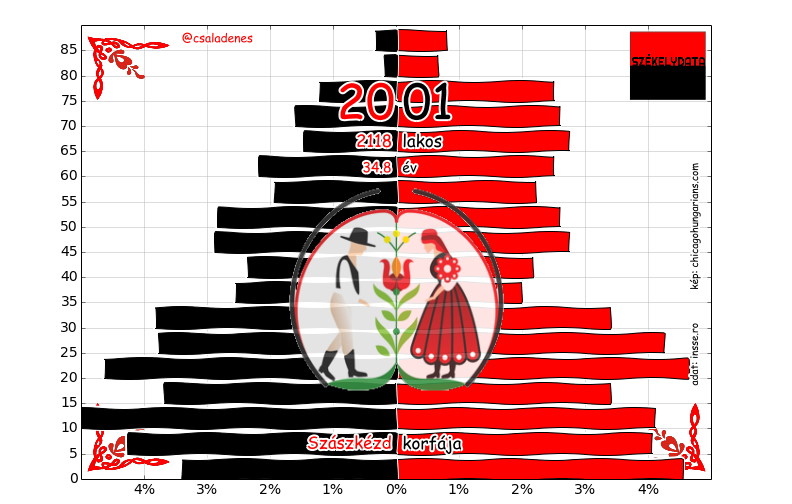 @csaladenes
SZÉKELYDATA
2001
2118 lakos
34.8 év
Szászkézd korfája
kép: chicagohungarians.com
adat: insse.ro
85
80
75
70
65
60
55
50
45
40
35
30
25
20
15
10
5
0
4% 3% 2% 1% 0% 1% 2% 3% 4%